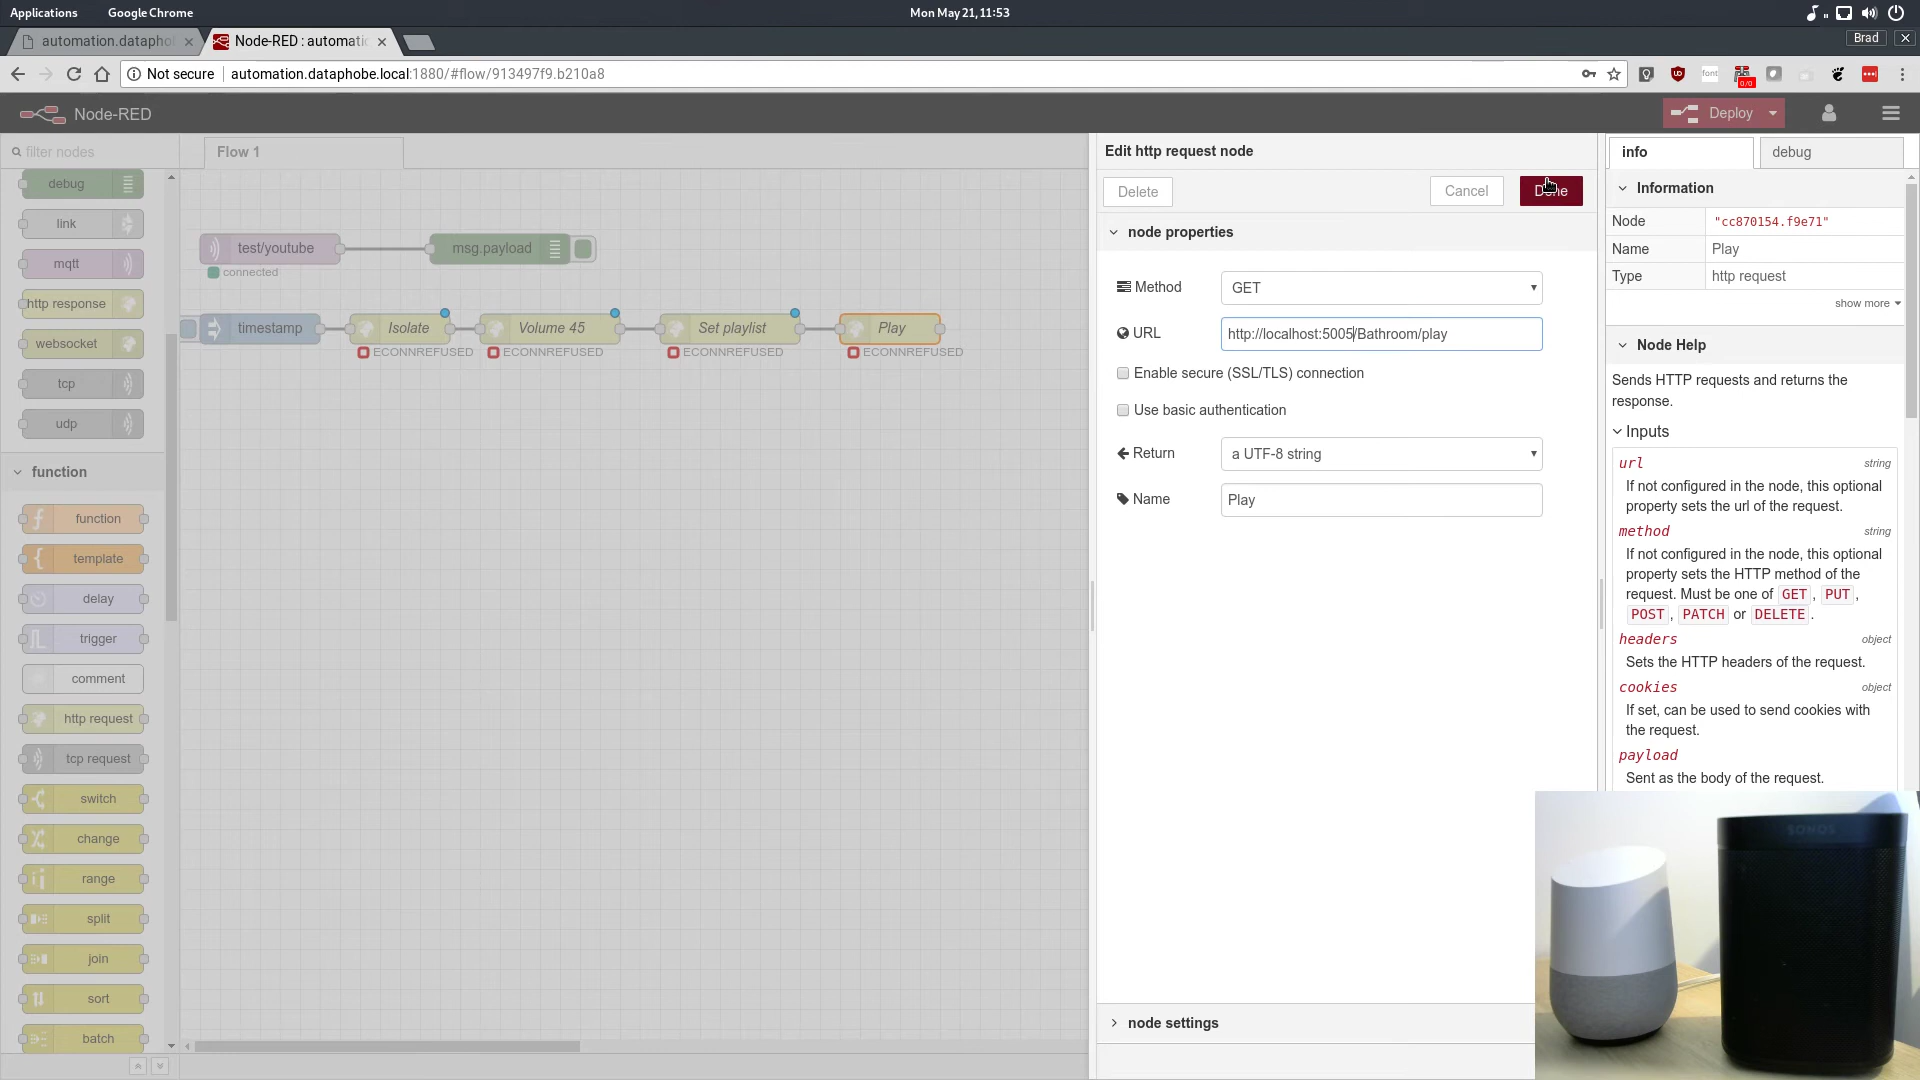 Applications
Google Chrome
Mon May 21, 11:53
automation.datapho
Node-RED : automati
Brad
Not secure
automation.dataphobe.local:1880/#flow/913497f9.b210a8
font
0/0
Node-RED
Deploy
filter nodes
Flow 1
Edit http request node
info
debug
Delete
Cancel
Done
debug
link
mqtt
http response
websocket
tcp
udp
function
function
template
delay
trigger
comment
http request
tcp request
switch
change
range
split
join
sort
batch
test/youtube
connected
msg.payload
timestamp
Isolate
ECONNREFUSED
Volume 45
ECONNREFUSED
Set playlist
ECONNREFUSED
Play
ECONNREFUSED
node properties
Method
GET
URL
http://localhost:5005/Bathroom/play
Enable secure (SSL/TLS) connection
Use basic authentication
Return
a UTF-8 string
Name
Play
node settings
Information
Node
"cc870154.f9e71"
Name
Play
Type
http request
show more
Node Help
Sends HTTP requests and returns the
response.
Inputs
url
string
If not configured in the node, this optional
property sets the url of the request.
method
string
If not configured in the node, this optional
property sets the HTTP method of the
request. Must be one of GET, PUT,
POST, PATCH or DELETE.
headers
object
Sets the HTTP headers of the request.
cookies
object
If set, can be used to send cookies with
the request.
payload
Sent as the body of the request.
SONOS